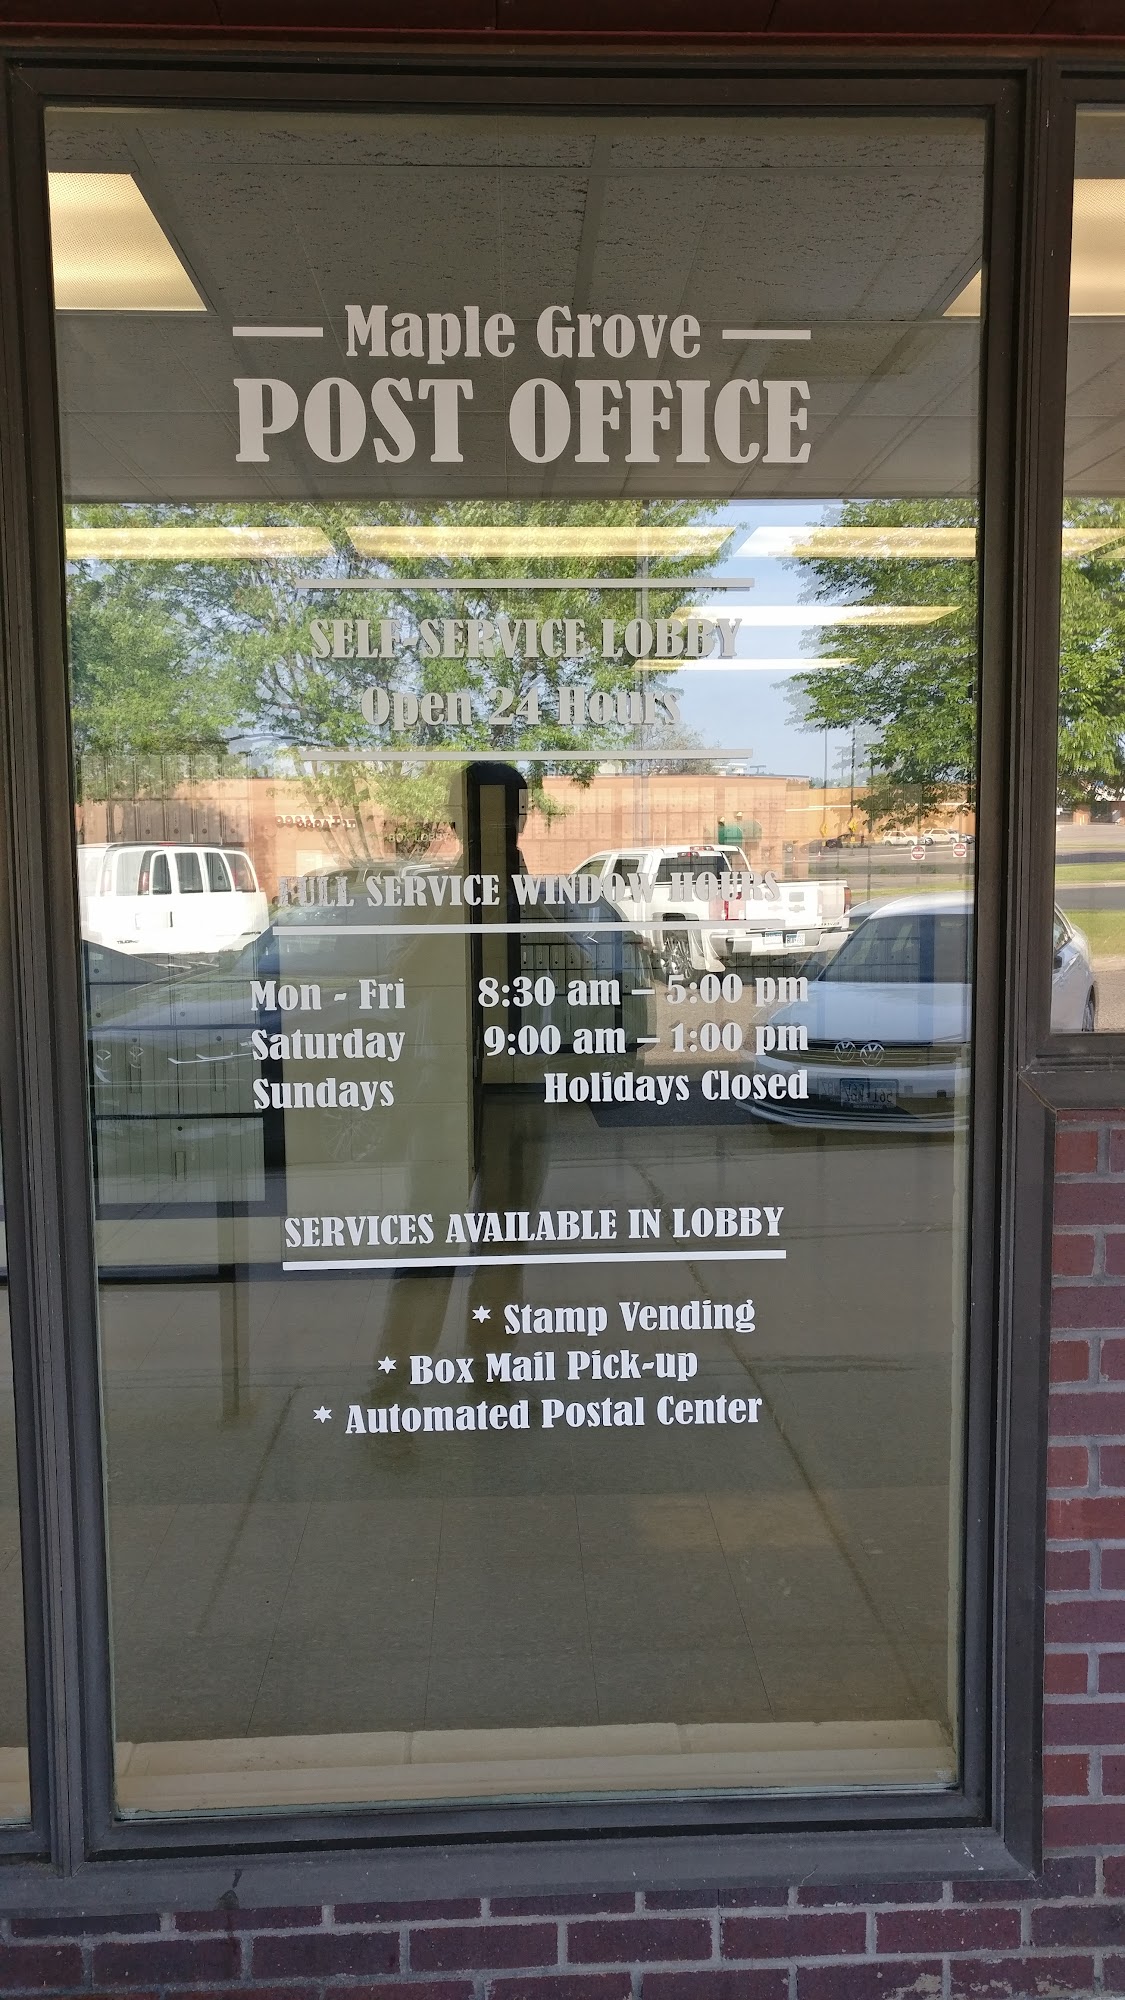 Maple Grove
POST OFFICE
SELF-SERVICE LOBBY
Open 24 Hours
FULL SERVICE WINDOW HOURS
Mon - Fri 8:30 am – 5:00 pm
Saturday 9:00 am – 1:00 pm
Sundays Holidays Closed
SERVICES AVAILABLE IN LOBBY
* Stamp Vending
* Box Mail Pick-up
* Automated Postal Center